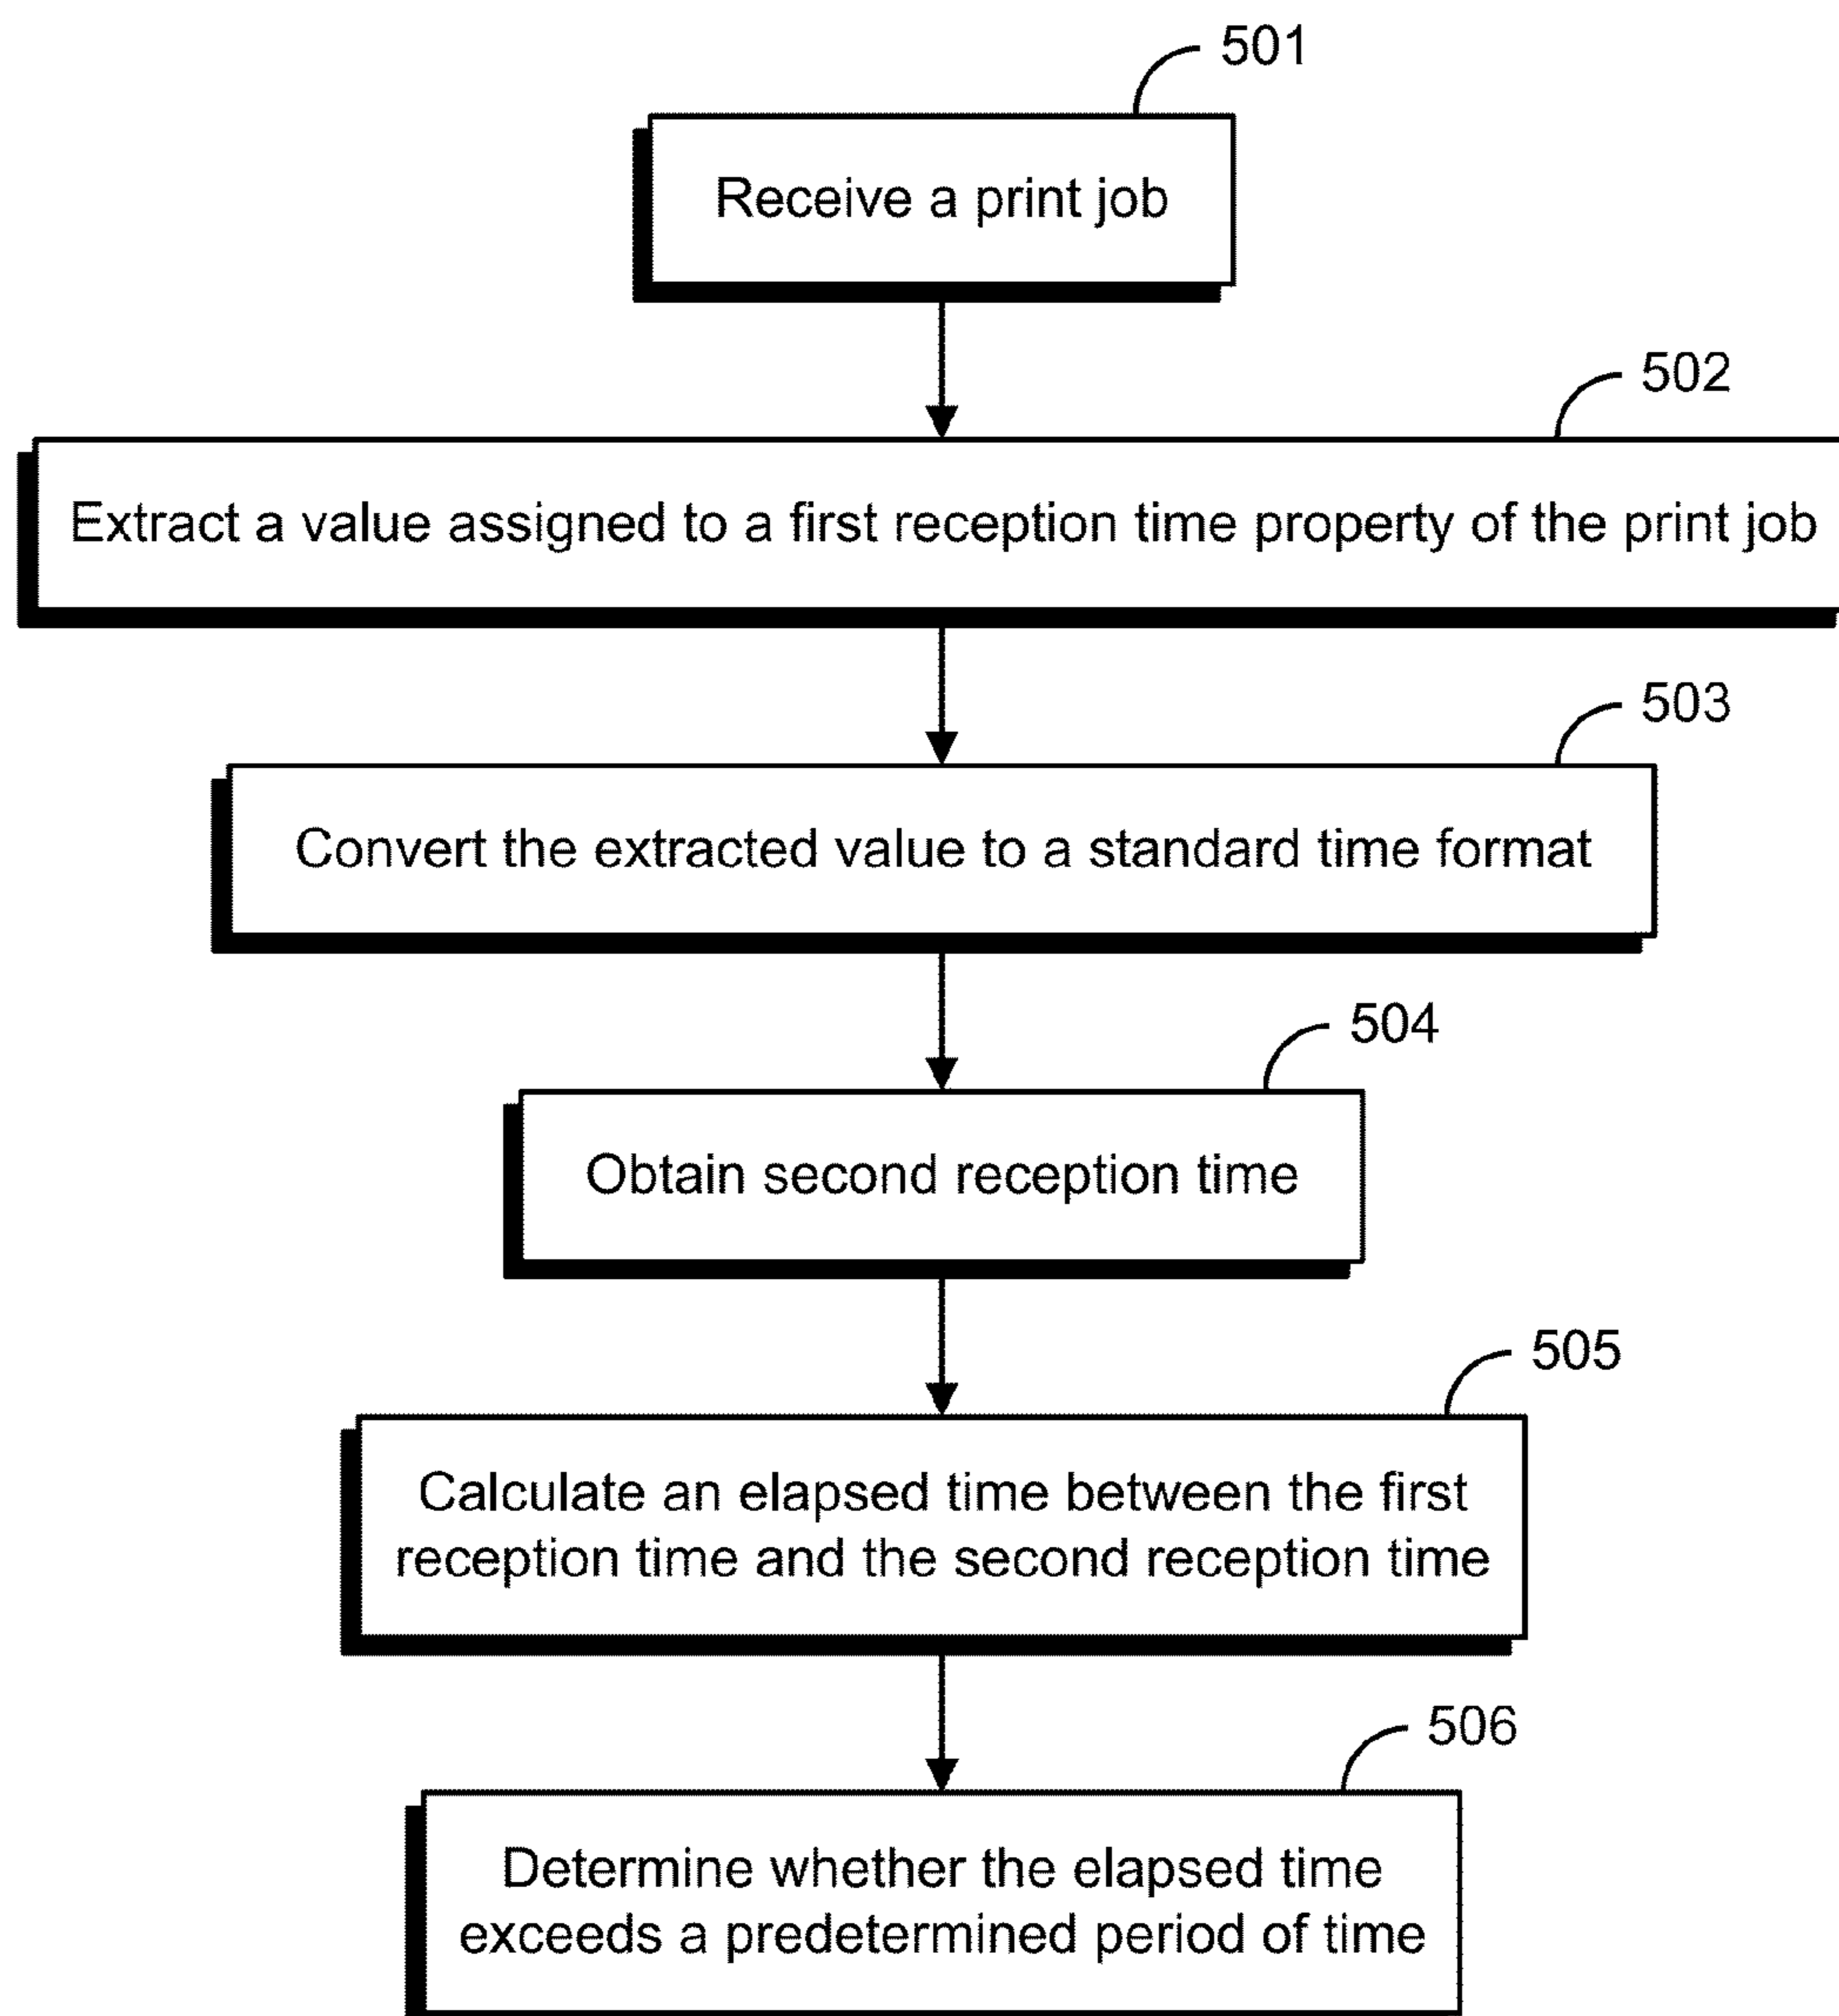 501
Receive a print job
502
Extract a value assigned to a first reception time property of the print job
503
Convert the extracted value to a standard time format
504
Obtain second reception time
505
Calculate an elapsed time between the first
reception time and the second reception time
506
Determine whether the elapsed time
exceeds a predetermined period of time